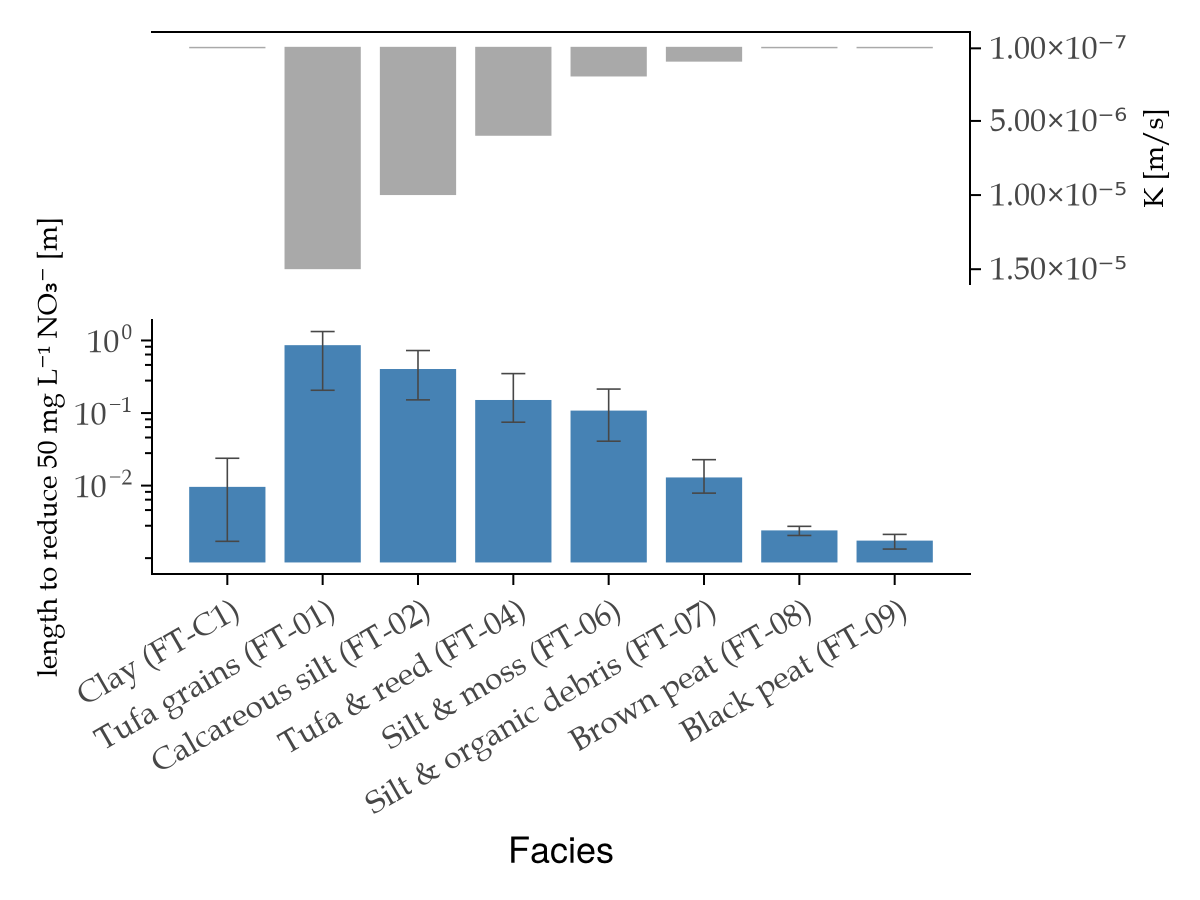 1.00×10⁻⁷
5.00×10⁻⁶
1.00×10⁻⁵
1.50×10⁻⁵
K [m/s]
length to reduce 50 mg L⁻¹ NO₃⁻ [m]
10⁰
10⁻¹
10⁻²
Clay (FT-C1)
Tufa grains (FT-01)
Calcareous silt (FT-02)
Tufa & reed (FT-04)
Silt & moss (FT-06)
Silt & organic debris (FT-07)
Brown peat (FT-08)
Black peat (FT-09)
Facies